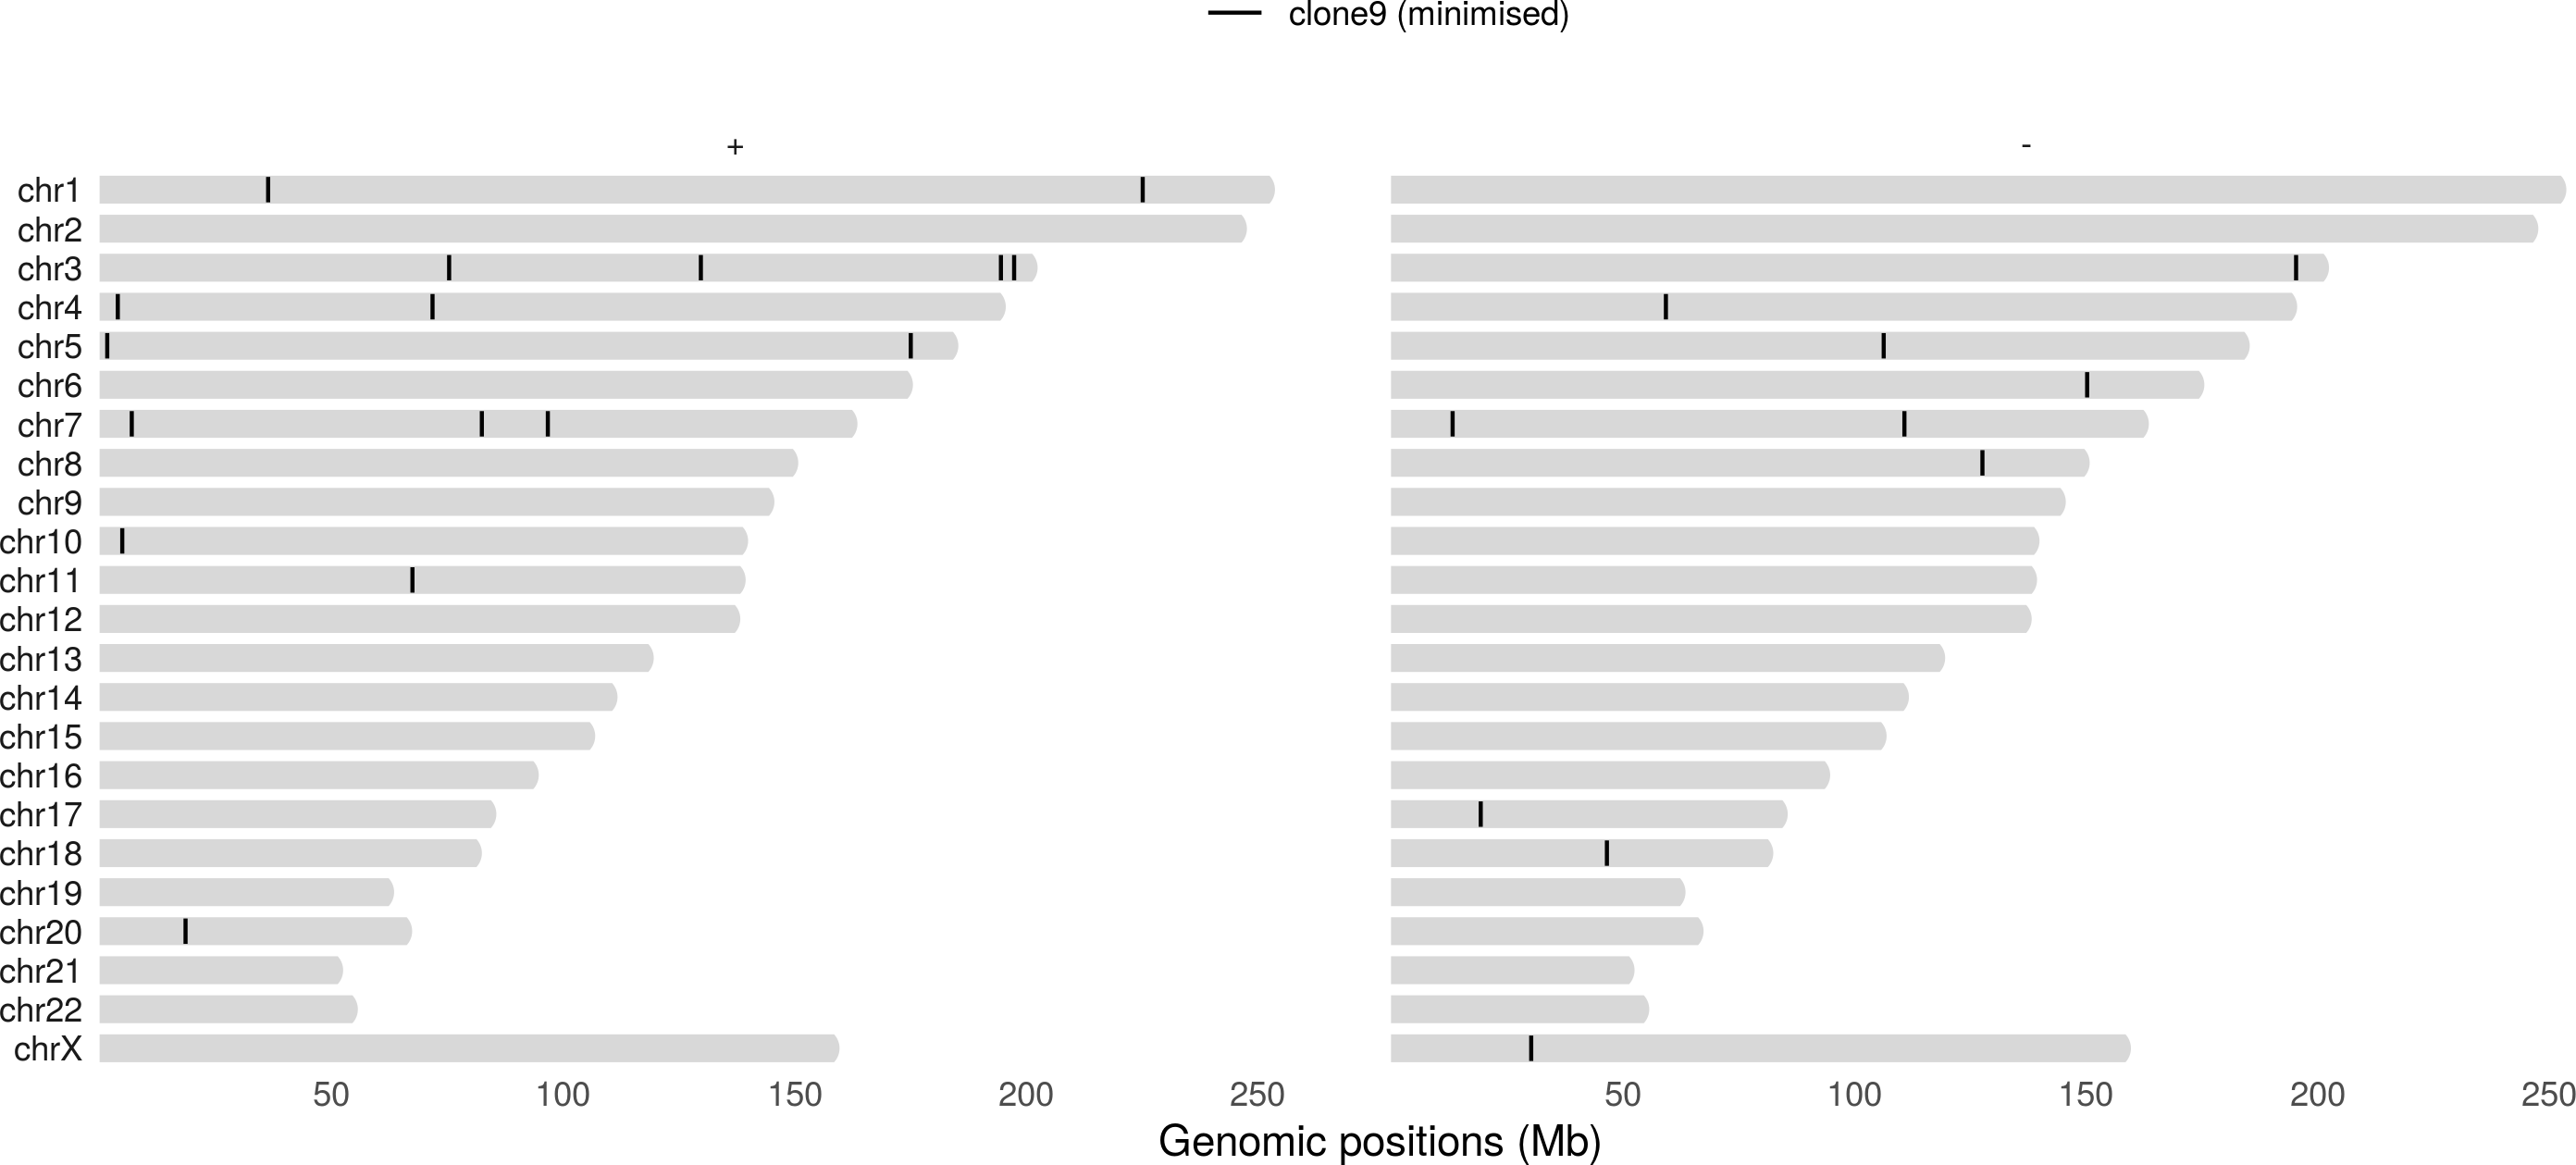 clone9 (minimised)
+ -
chr1
chr2
chr3
chr4
chr5
chr6
chr7
chr8
chr9
chr10
chr11
chr12
chr13
chr14
chr15
chr16
chr17
chr18
chr19
chr20
chr21
chr22
chrX
50 100 150 200 250 50 100 150 200 250
Genomic positions (Mb)